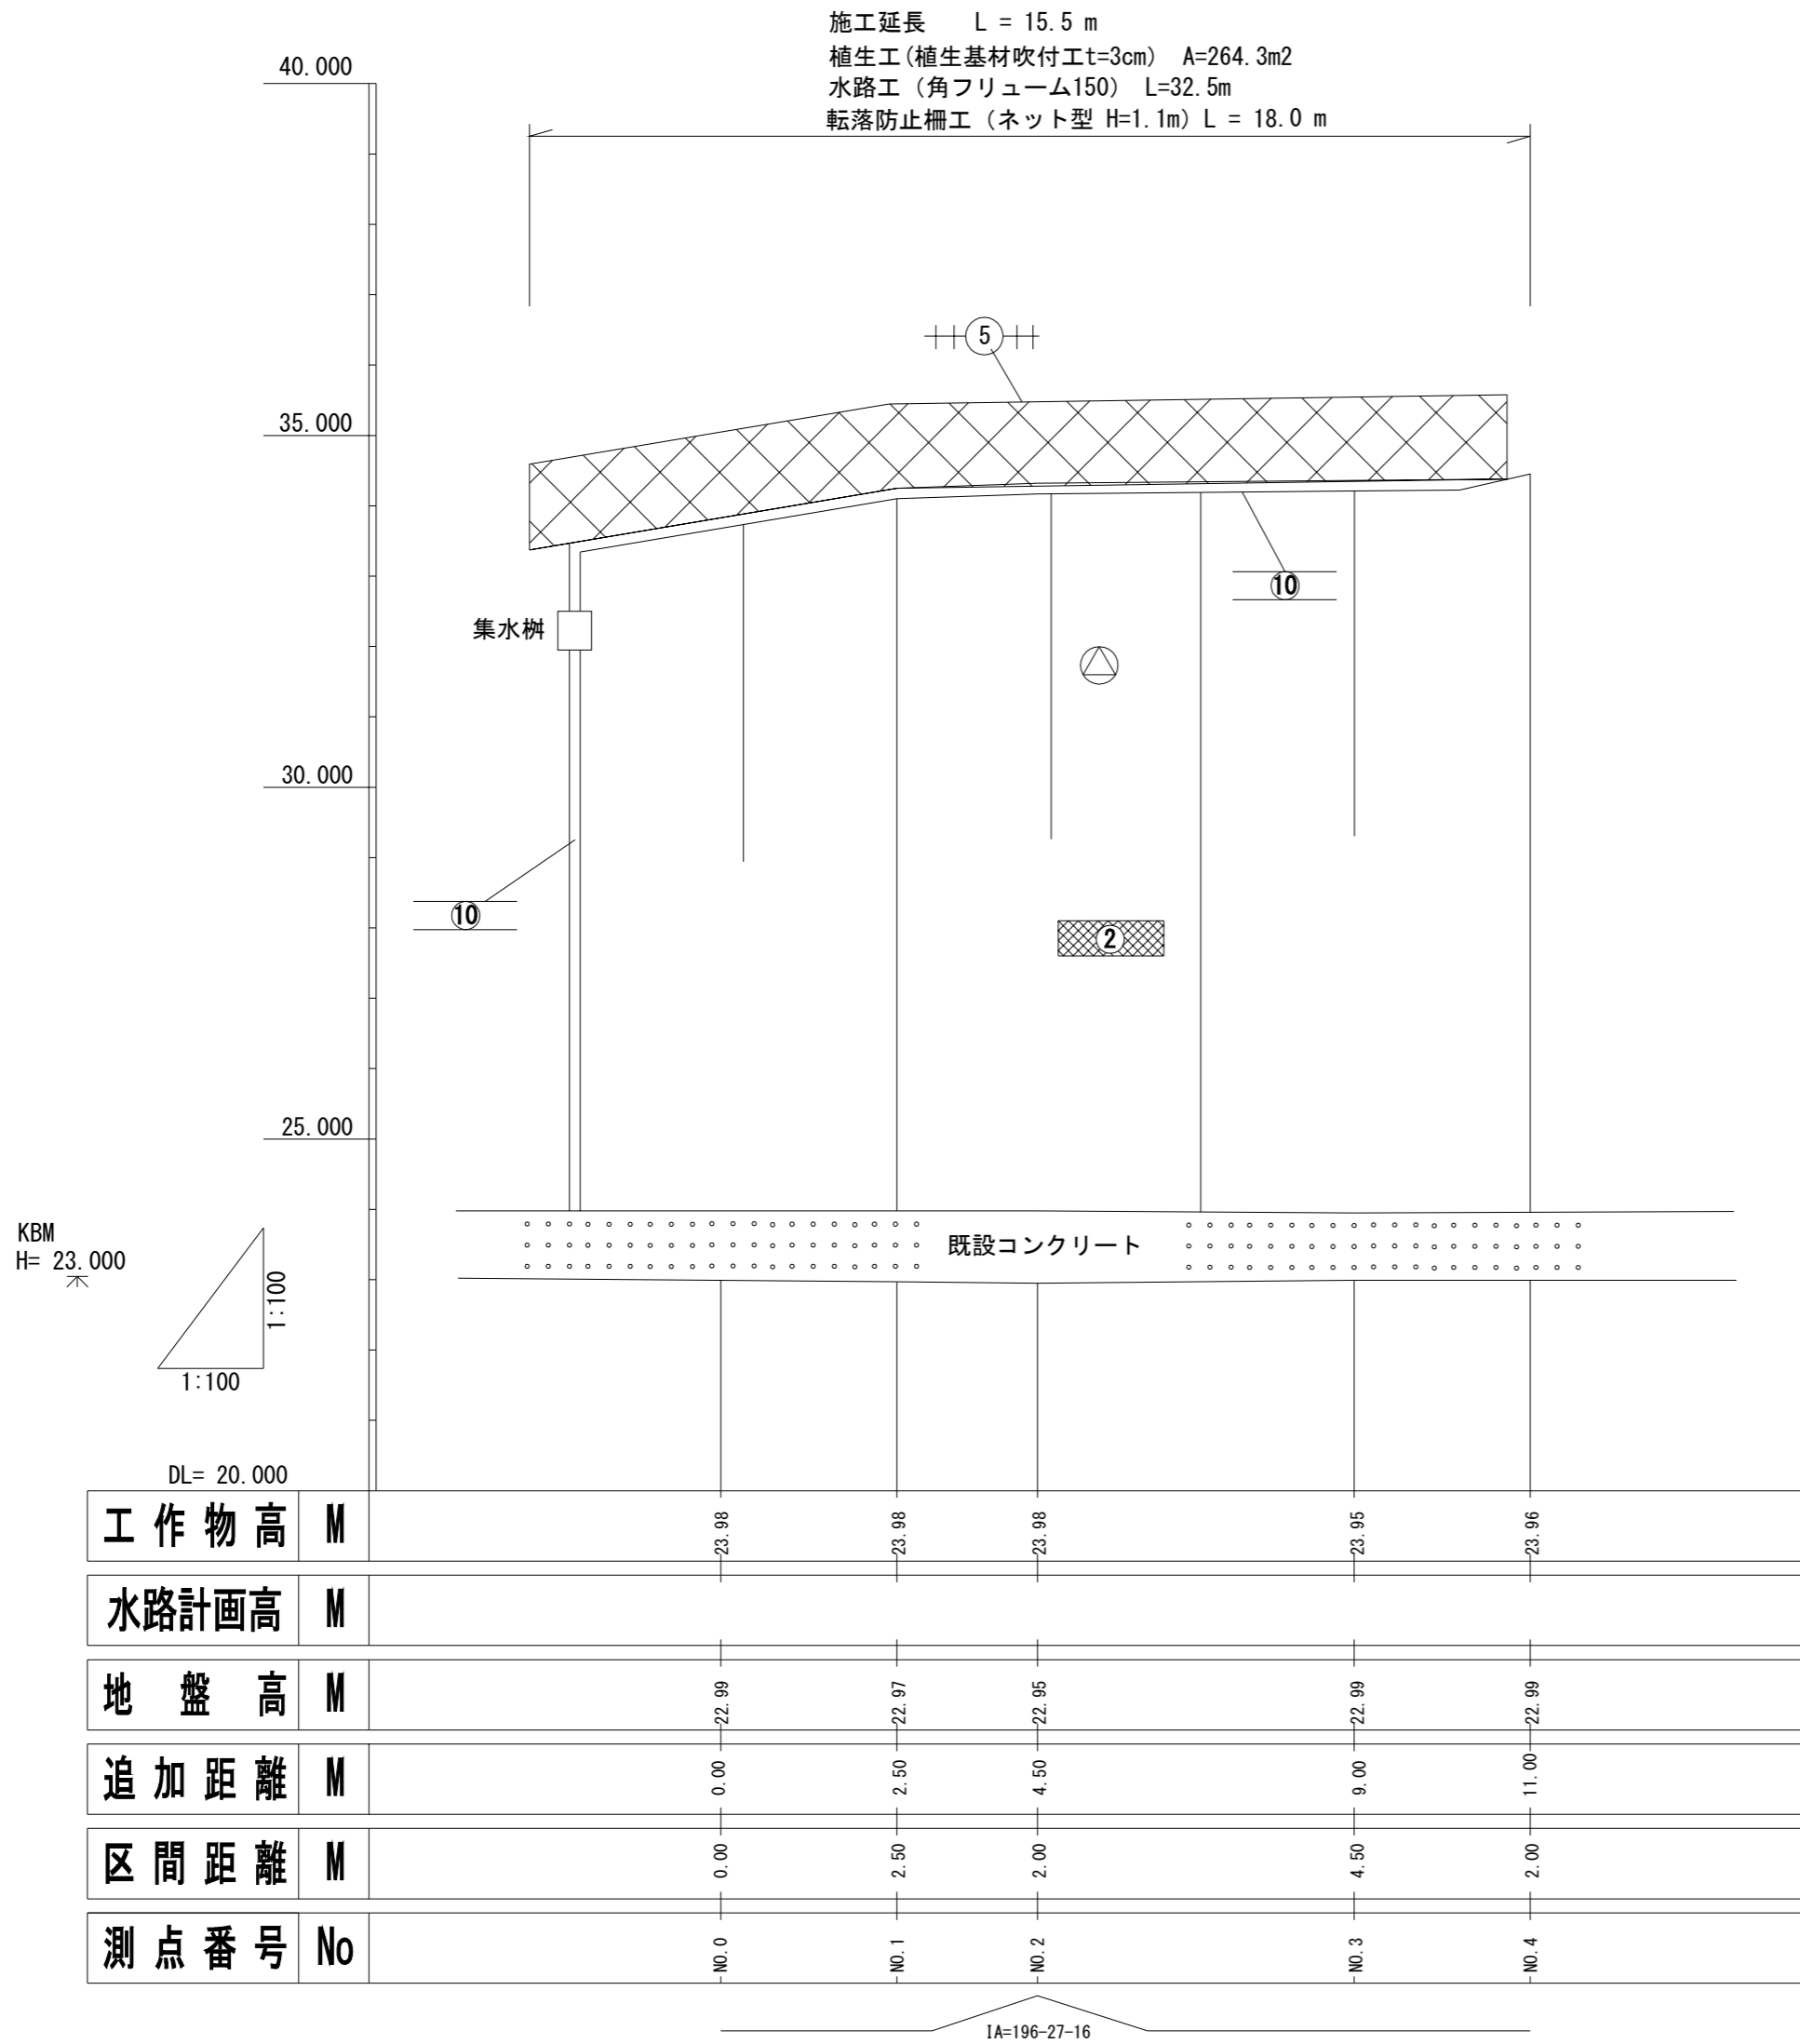 施工延長　　L = 15.5 m
植生工(植生基材吹付工t=3cm)　A=264.3m2
水路工（角フリューム150）　L=32.5m
転落防止柵工（ネット型 H=1.1m）L = 18.0 m
40.000
5
35.000
10
集水桝
30.000
10
2
25.000
KBM
H= 23.000
既設コンクリート
1:100
1:100
DL= 20.000
工作物高 M 23.98 23.98 23.98 23.95 23.96
水路計画高 M
地盤高 M 22.99 22.97 22.95 22.99 22.99
追加距離 M 0.00 2.50 4.50 9.00 11.00
区間距離 M 0.00 2.50 2.00 4.50 2.00
測点番号 No NO.0 NO.1 NO.2 NO.3 NO.4
IA=196-27-16